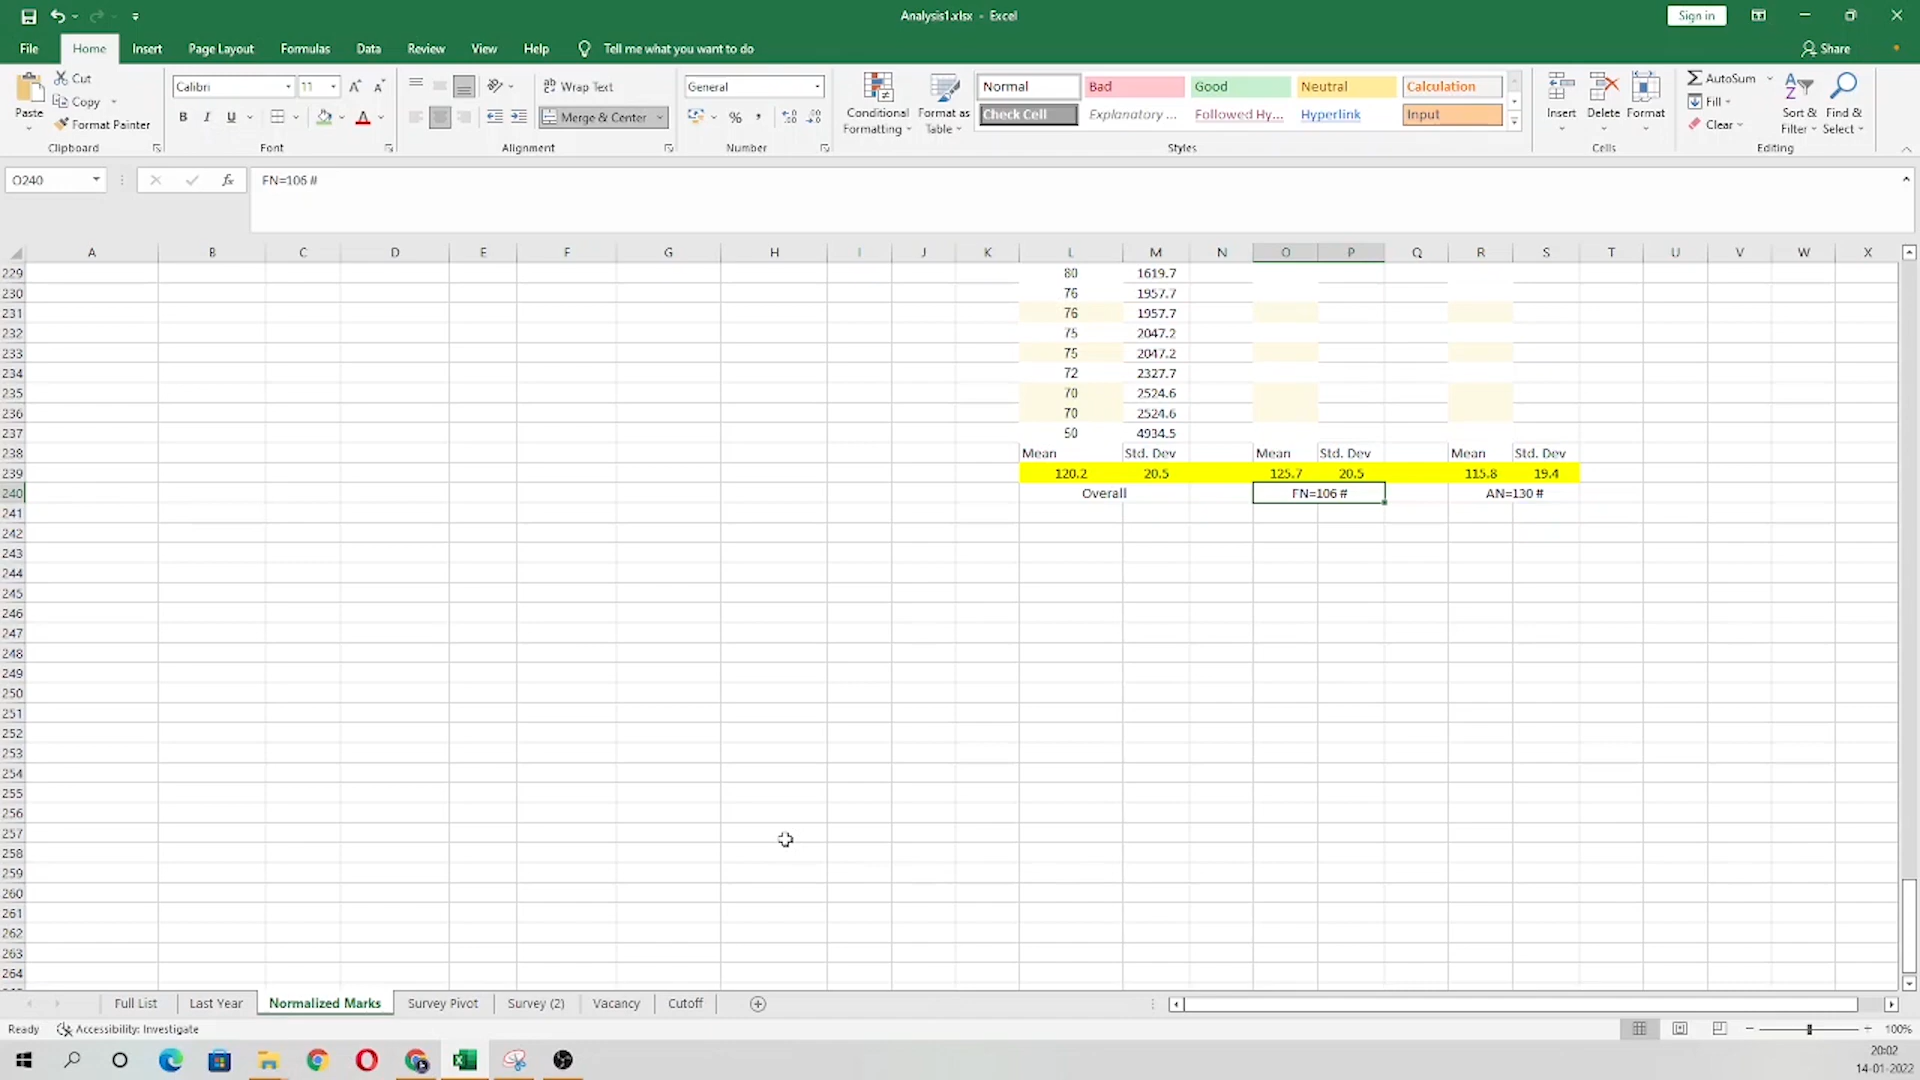 Analysis1.xlsx - Excel
Sign in
File Home Insert Page Layout Formulas Data Review View Help Tell me what you want to do Share
Paste Cut Copy Format Painter
Clipboard
Calibri 11
B I U
Font
Wrap Text
Merge & Center
Alignment
General
%
Number
Conditional Formatting Format as Table
Normal Bad Good Neutral Calculation
Check Cell Explanatory ... Followed Hy... Hyperlink Input
Styles
Insert Delete Format
Cells
AutoSum Fill Clear
Sort & Filter Find & Select
Editing
O240 fx FN=106 #
A B C D E F G H I J K L M N O P Q R S T U V W X
229 80 1619.7
230 76 1957.7
231 76 1957.7
232 75 2047.2
233 75 2047.2
234 72 2327.7
235 70 2524.6
236 70 2524.6
237 50 4934.5
238 Mean Std. Dev Mean Std. Dev Mean Std. Dev
239 120.2 20.5 125.7 20.5 115.8 19.4
240 Overall FN=106 # AN=130 #
241
242
243
244
245
246
247
248
249
250
251
252
253
254
255
256
257
258
259
260
261
262
263
264
Full List Last Year Normalized Marks Survey Pivot Survey (2) Vacancy Cutoff
Ready Accessibility: Investigate 100%
20:02
14-01-2022